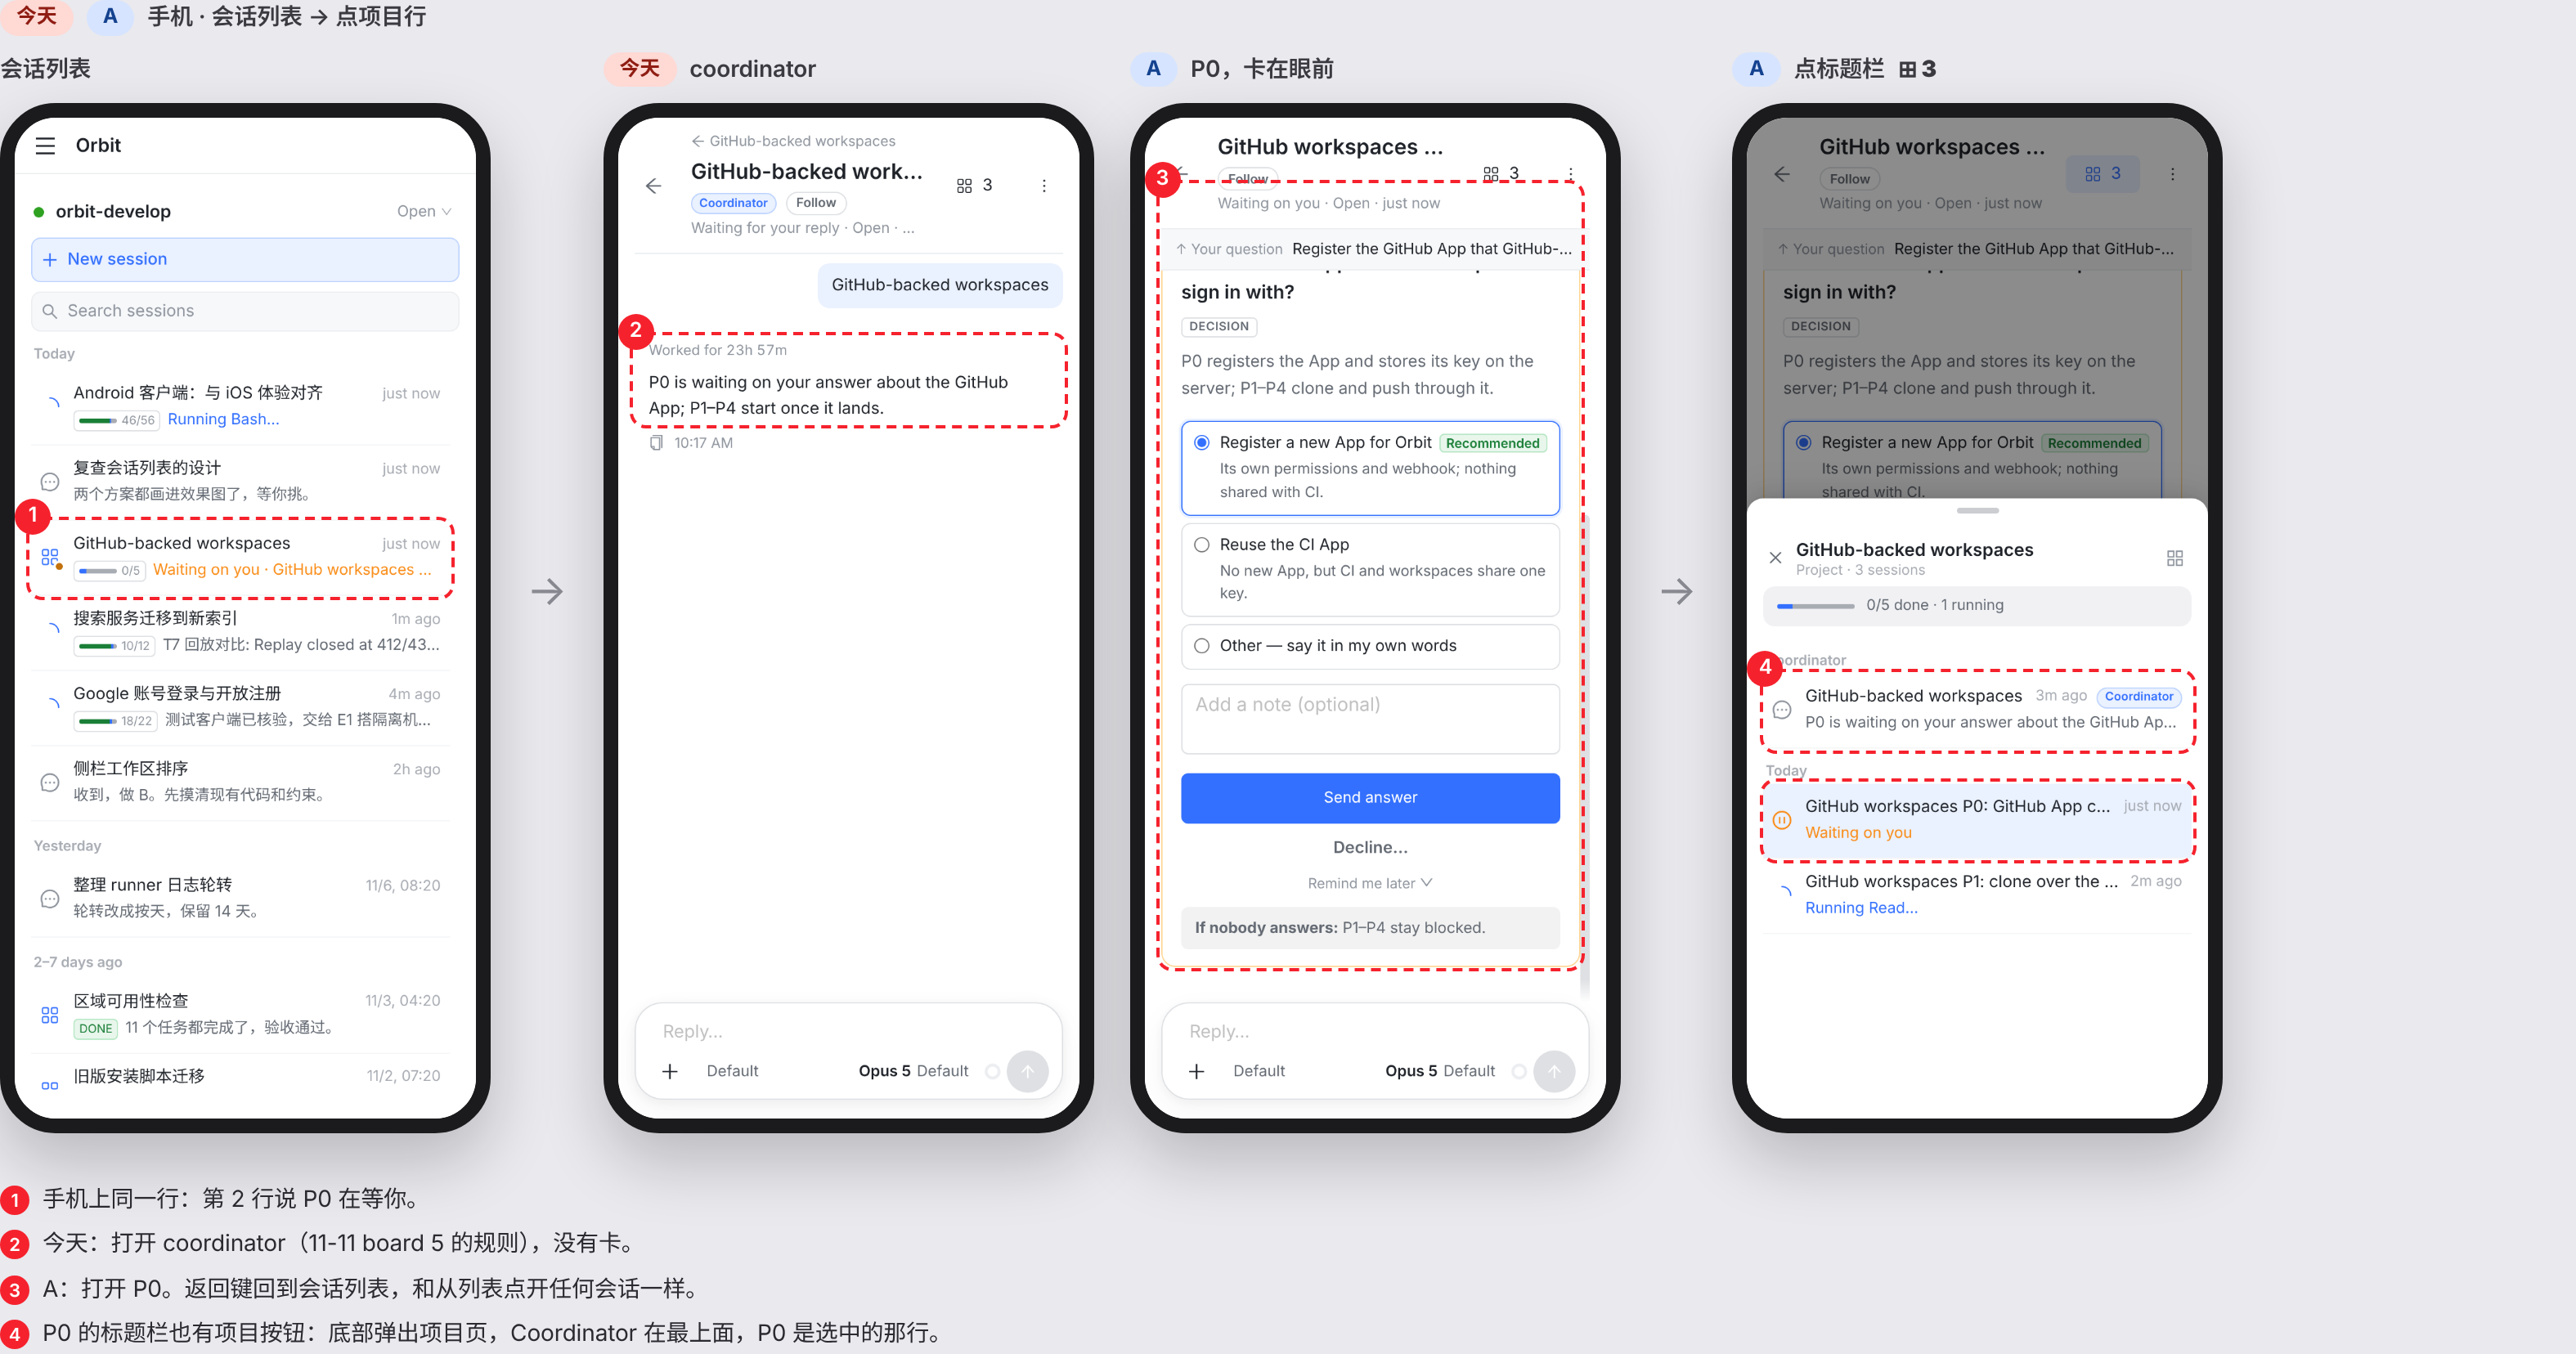 今天 A 手机 · 会话列表 → 点项目行
会话列表
Orbit
orbit-develop Open
+ New session
Search sessions
Today
Android 客户端：与 iOS 体验对齐 just now
46/56 Running Bash...
复查会话列表的设计 just now
两个方案都画进效果图了，等你挑。
1
GitHub-backed workspaces just now
0/5 Waiting on you · GitHub workspaces ...
搜索服务迁移到新索引 1m ago
10/12 T7 回放对比: Replay closed at 412/43...
Google 账号登录与开放注册 4m ago
18/22 测试客户端已核验，交给 E1 搭隔离机...
侧栏工作区排序 2h ago
收到，做 B。先摸清现有代码和约束。
Yesterday
整理 runner 日志轮转 11/6, 08:20
轮转改成按天，保留 14 天。
2–7 days ago
区域可用性检查 11/3, 04:20
DONE 11 个任务都完成了，验收通过。
旧版安装脚本迁移 11/2, 07:20
今天 coordinator
← GitHub-backed workspaces
GitHub-backed work...
3
Coordinator Follow
Waiting for your reply · Open · ...
GitHub-backed workspaces
2
Worked for 23h 57m
P0 is waiting on your answer about the GitHub
App; P1–P4 start once it lands.
10:17 AM
Reply...
+ Default Opus 5 Default
A P0，卡在眼前
GitHub workspaces ...
3
Follow
3
Waiting on you · Open · just now
↑ Your question Register the GitHub App that GitHub-...
sign in with?
DECISION
P0 registers the App and stores its key on the
server; P1–P4 clone and push through it.
Register a new App for Orbit Recommended
Its own permissions and webhook; nothing
shared with CI.
Reuse the CI App
No new App, but CI and workspaces share one
key.
Other — say it in my own words
Add a note (optional)
Send answer
Decline...
Remind me later
If nobody answers: P1–P4 stay blocked.
Reply...
+ Default Opus 5 Default
A 点标题栏 ⊞ 3
GitHub workspaces ...
Follow
3
Waiting on you · Open · just now
↑ Your question Register the GitHub App that GitHub-...
sign in with?
DECISION
P0 registers the App and stores its key on the
server; P1–P4 clone and push through it.
Register a new App for Orbit Recommended
Its own permissions and webhook; nothing
shared with CI.
GitHub-backed workspaces
Project · 3 sessions
0/5 done · 1 running
4
oordinator
GitHub-backed workspaces 3m ago Coordinator
P0 is waiting on your answer about the GitHub Ap...
Today
GitHub workspaces P0: GitHub App c... just now
Waiting on you
GitHub workspaces P1: clone over the ... 2m ago
Running Read...
1 手机上同一行：第 2 行说 P0 在等你。
2 今天：打开 coordinator（11-11 board 5 的规则），没有卡。
3 A：打开 P0。返回键回到会话列表，和从列表点开任何会话一样。
4 P0 的标题栏也有项目按钮：底部弹出项目页，Coordinator 在最上面，P0 是选中的那行。